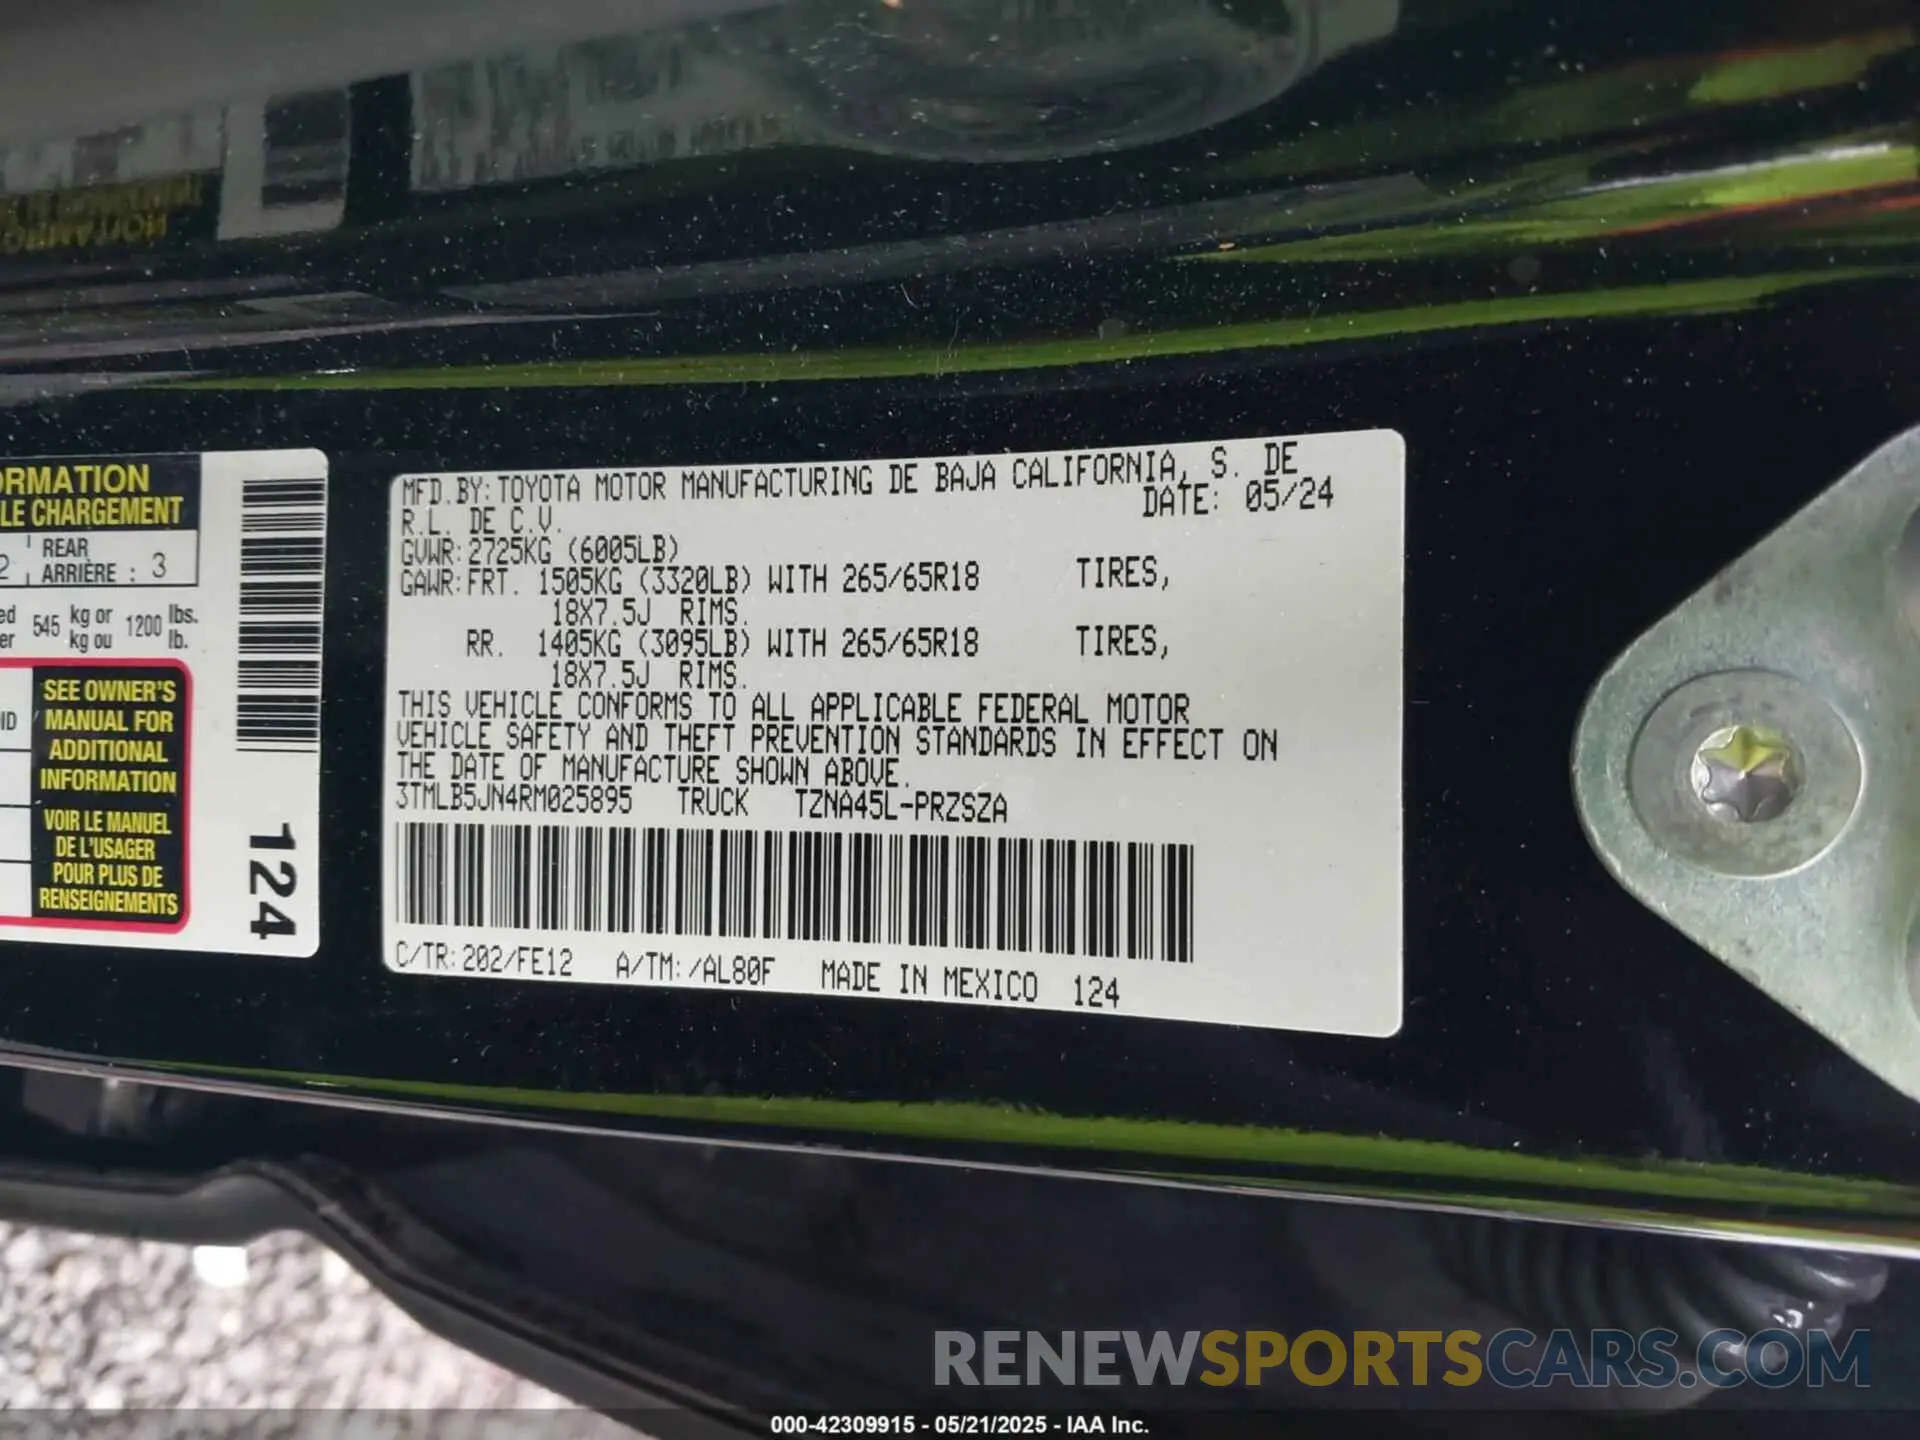 ORMATION
LE CHARGEMENT
2 REAR
ARRIÈRE : 3
545 kg or 1200 lbs.
kg ou lb.
SEE OWNER'S
MANUAL FOR
ADDITIONAL
INFORMATION
VOIR LE MANUEL
DE L'USAGER
POUR PLUS DE
RENSEIGNEMENTS
124
MFD.BY:TOYOTA MOTOR MANUFACTURING DE BAJA CALIFORNIA, S. DE
R.L. DE C.V. DATE: 05/24
GVWR:2725KG (6005LB)
GAWR:FRT. 1505KG (3320LB) WITH 265/65R18 TIRES,
18X7.5J RIMS.
RR. 1405KG (3095LB) WITH 265/65R18 TIRES,
18X7.5J RIMS.
THIS VEHICLE CONFORMS TO ALL APPLICABLE FEDERAL MOTOR
VEHICLE SAFETY AND THEFT PREVENTION STANDARDS IN EFFECT ON
THE DATE OF MANUFACTURE SHOWN ABOVE.
3TMLB5JN4RM025895 TRUCK TZNA45L-PRZSZA
C/TR:202/FE12 A/TM:/AL80F MADE IN MEXICO 124
RENEWSPORTSCARS.COM
000-42309915 - 05/21/2025 - IAA Inc.